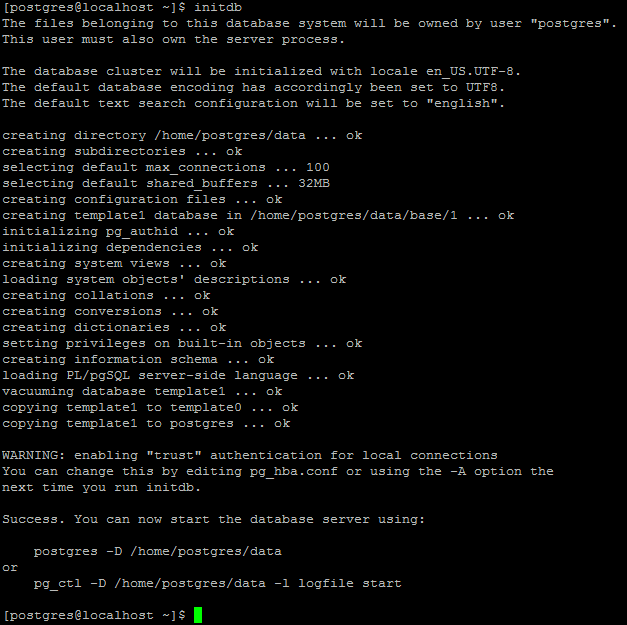 [postgres@localhost ~]$ initdb
The files belonging to this database system will be owned by user "postgres".
This user must also own the server process.

The database cluster will be initialized with locale en_US.UTF-8.
The default database encoding has accordingly been set to UTF8.
The default text search configuration will be set to "english".

creating directory /home/postgres/data ... ok
creating subdirectories ... ok
selecting default max_connections ... 100
selecting default shared_buffers ... 32MB
creating configuration files ... ok
creating template1 database in /home/postgres/data/base/1 ... ok
initializing pg_authid ... ok
initializing dependencies ... ok
creating system views ... ok
loading system objects' descriptions ... ok
creating collations ... ok
creating conversions ... ok
creating dictionaries ... ok
setting privileges on built-in objects ... ok
creating information schema ... ok
loading PL/pgSQL server-side language ... ok
vacuuming database template1 ... ok
copying template1 to template0 ... ok
copying template1 to postgres ... ok

WARNING: enabling "trust" authentication for local connections
You can change this by editing pg_hba.conf or using the -A option the
next time you run initdb.

Success. You can now start the database server using:

    postgres -D /home/postgres/data
or
    pg_ctl -D /home/postgres/data -l logfile start

[postgres@localhost ~]$